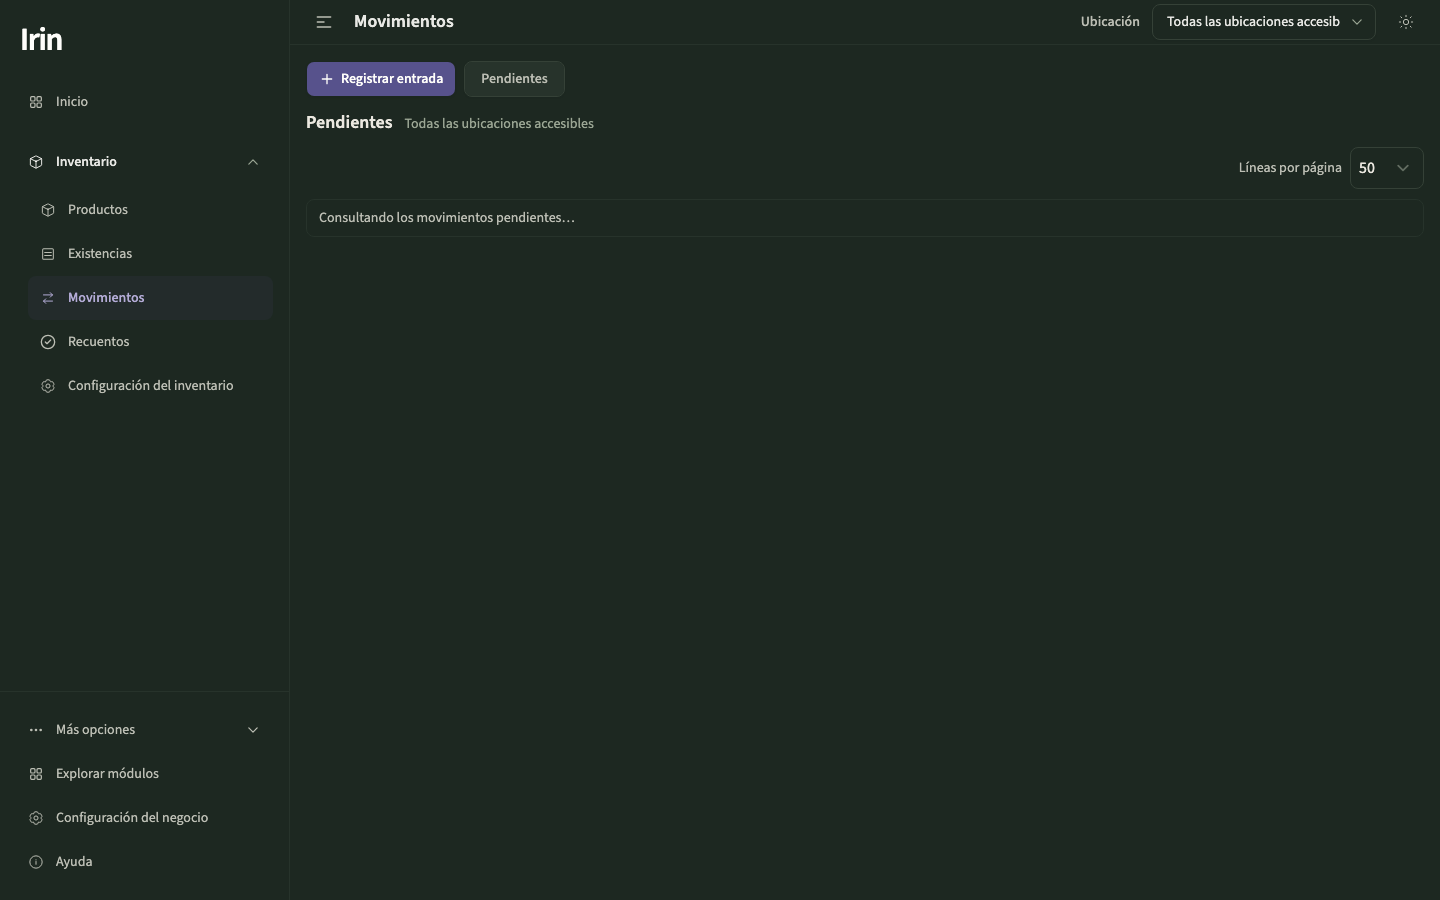 Irin
Inicio
Inventario
Productos
Existencias
Movimientos
Recuentos
Configuración del inventario
Más opciones
Explorar módulos
Configuración del negocio
Ayuda
Movimientos
Ubicación
Todas las ubicaciones accesib
Registrar entrada
Pendientes
Pendientes Todas las ubicaciones accesibles
Líneas por página 50
Consultando los movimientos pendientes…